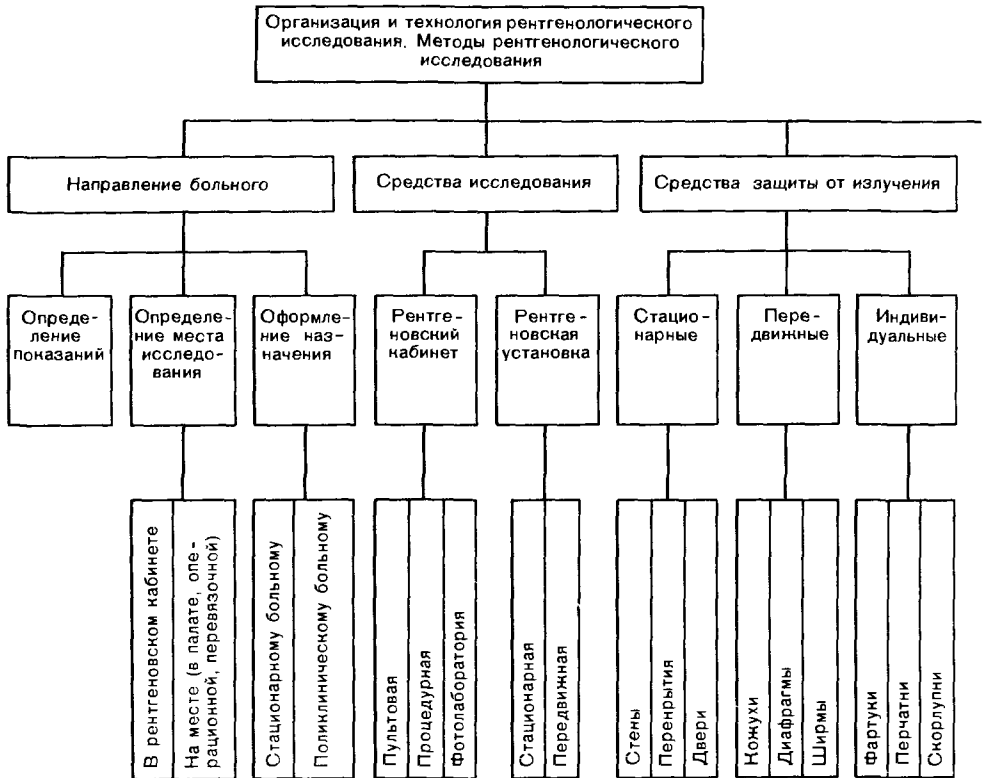 Организация и технология рентгенологического
исследования. Методы рентгенологического
исследования
Направление больного
Средства исследования
Средства защиты от излучения
Опреде-
ление
показаний
Определе-
ние места
исследо-
вания
Оформле-
ние наз-
начения
Рентге-
новский
кабинет
Рентге-
новская
установка
Стацио-
нарные
Пере-
движные
Индиви-
дуальные
В рентгеновском кабинете
На месте (в палате, опе-
рационной, перевязочной)
Стационарному больному
Поликлиническому больному
Пультовая
Процедурная
Фотолаборатория
Стационарная
Передвижная
Стены
Перекрытия
Двери
Кожухи
Диафрагмы
Ширмы
Фартуки
Перчатки
Скорлупки